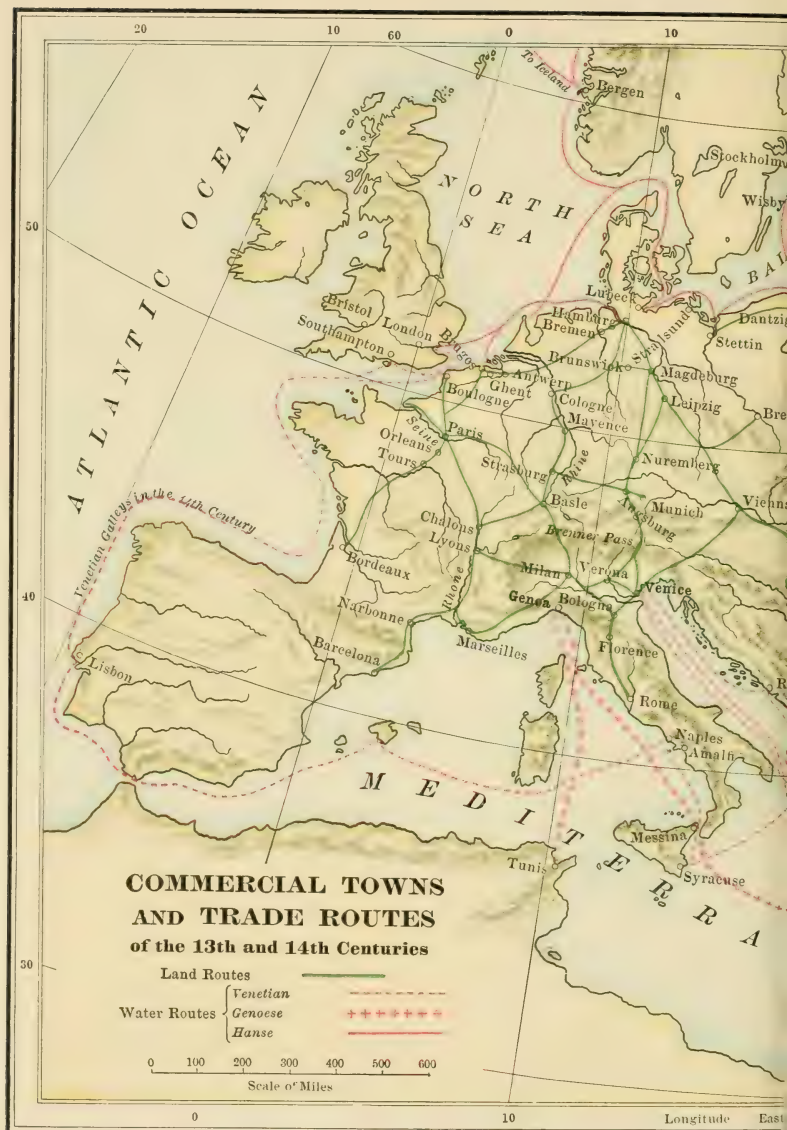 20
10
60
0
10
To Iceland
Bergen
Stockholm
Wisby
NORTH
SEA
ATLANTIC OCEAN
50
BAL
Lubeck
Hamburg
Bremen
Stralsund
Dantzig
Stettin
Bristol
London
Southampton
Bruges
Antwerp
Ghent
Brunswick
Magdeburg
Boulogne
Cologne
Leipzig
Bre
Mayence
Seine
Paris
Orleans
Tours
Strasburg
Rhine
Nuremberg
Basle
Augsburg
Munich
Vienna
Venetian Galleys in the 14th Century
Chalons
Lyons
Brenner Pass
Bordeaux
Milan
Verona
Venice
40
Rhone
Genoa
Bologna
Narbonne
Marseilles
Florence
Barcelona
Lisbon
R
Rome
Naples
Amalfi
MEDITERRA
Messina
Tunis
Syracuse
COMMERCIAL TOWNS
AND TRADE ROUTES
of the 13th and 14th Centuries
30
Land Routes
Water Routes
Venetian
Genoese
Hanse
0 100 200 300 400 500 600
Scale of Miles
0
10
Longitude East